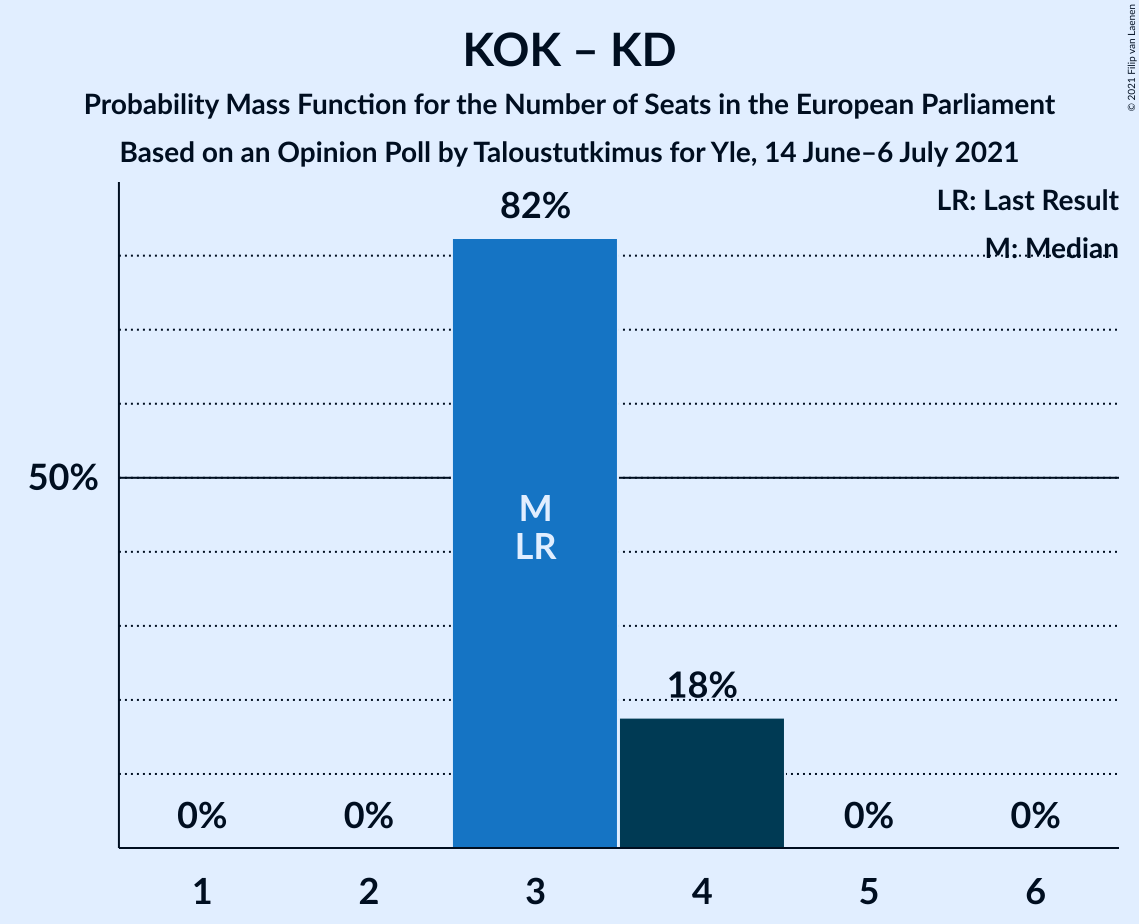 KOK – KD
Probability Mass Function for the Number of Seats in the European Parliament
Based on an Opinion Poll by Taloustutkimus for Yle, 14 June–6 July 2021
© 2021 Filip van Laenen
LR: Last Result
M: Median
82%
50%
M
LR
18%
0%
0%
0%
0%
1
2
3
4
5
6